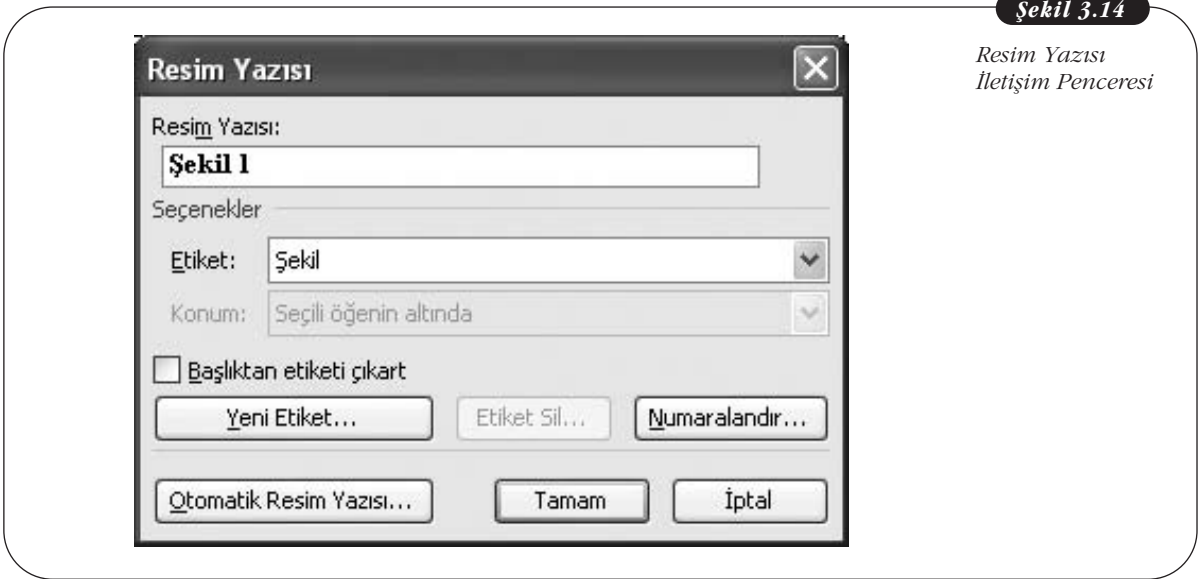 Şekil 3.14
Resim Yazısı
İletişim Penceresi
Resim Yazısı
Resim Yazısı:
Şekil 1
Seçenekler
Etiket: Şekil
Konum: Seçili öğenin altında
Başlıktan etiketi çıkart
Yeni Etiket... Etiket Sil... Numaralandır...
Otomatik Resim Yazısı... Tamam İptal